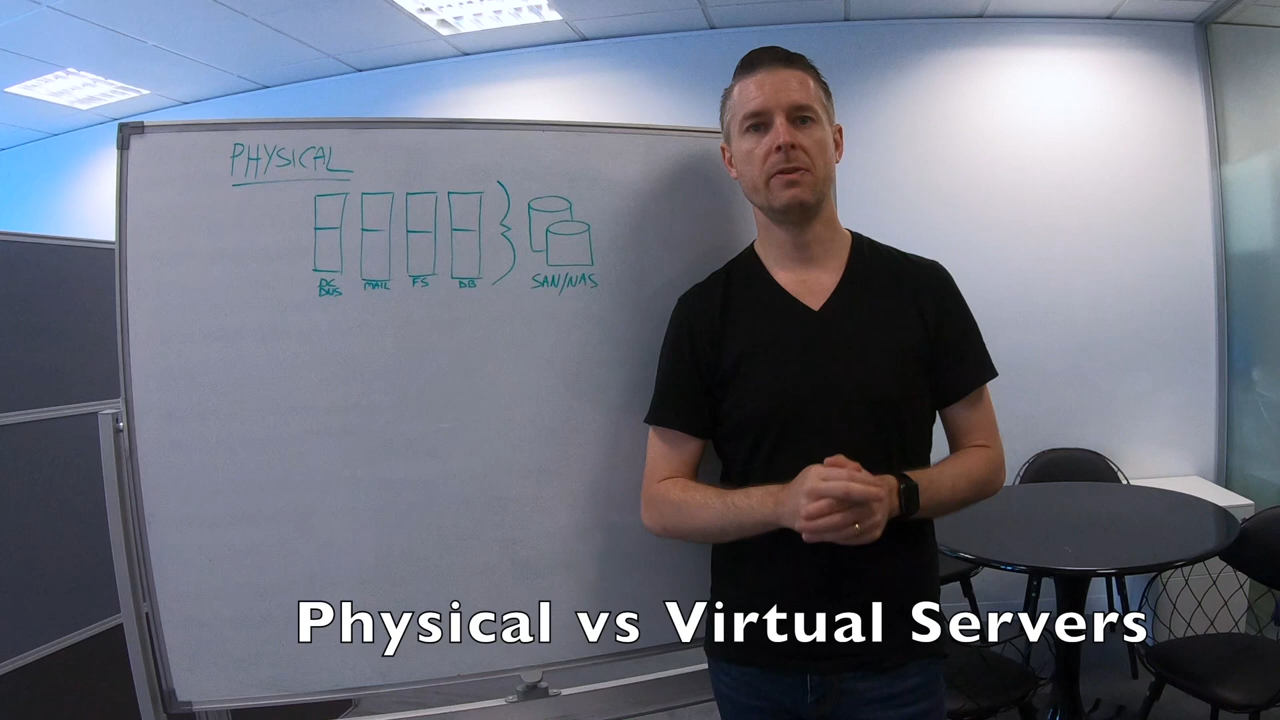 PHYSICAL
DC MAIL FS DB SAN/NAS
DNS
Physical vs Virtual Servers